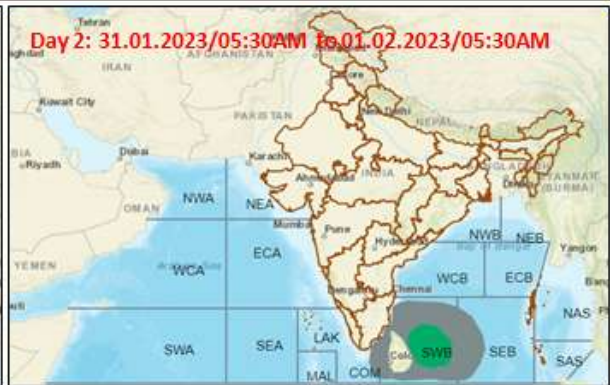 Day 2: 31.01.2023/05:30AM to 01.02.2023/05:30AM
Tehran
AFGHANISTAN
IRAN
Kuwait City
New Delhi
PAKISTAN
NEPAL
Dubai
Riyadh
Karachi
INDIA
MYANMAR
(BURMA)
OMAN
NWA
NEA
Mumbai
Pune
Hyderabad
NWB
NEB
Yangon
YEMEN
ECA
WCA
WCB
ECB
Chennai
NAS
LAK
SWA
SEA
SWB
SEB
SAS
MAL
COM